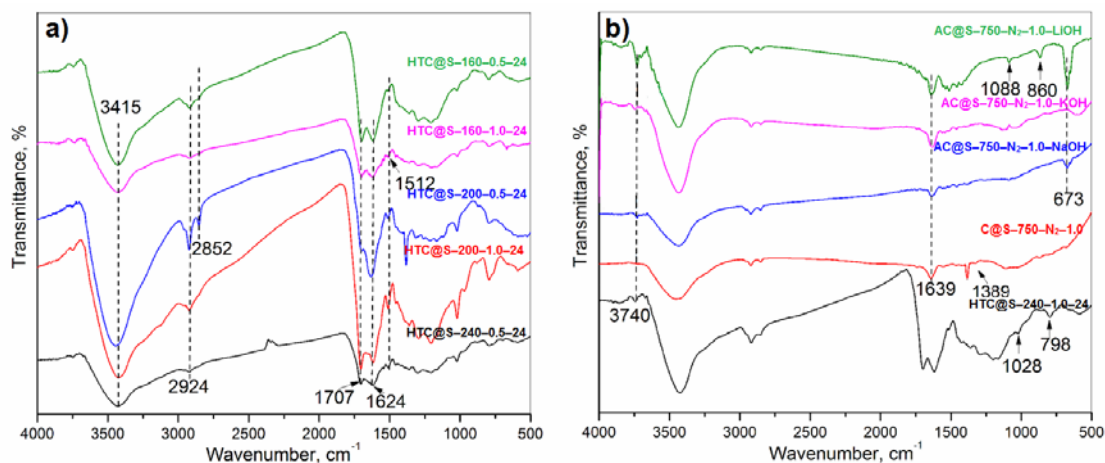 a)
HTC@S-160-0.5-24
3415
HTC@S-160-1.0-24
1512
HTC@S-200-0.5-24
2852
HTC@S-200-1.0-24
HTC@S-240-0.5-24
2924
1707
1624
Transmittance, %
4000 3500 3000 2500 2000 1500 1000 500
Wavenumber, cm⁻¹
b)
AC@S-750-N₂-1.0-LiOH
1088
860
AC@S-750-N₂-1.0-KOH
AC@S-750-N₂-1.0-NaOH
673
C@S-750-N₂-1.0
1639
1389
3740
HTC@S-240-1.0-24
1028
798
Transmittance, %
4000 3500 3000 2500 2000 1500 1000 500
Wavenumber, cm⁻¹